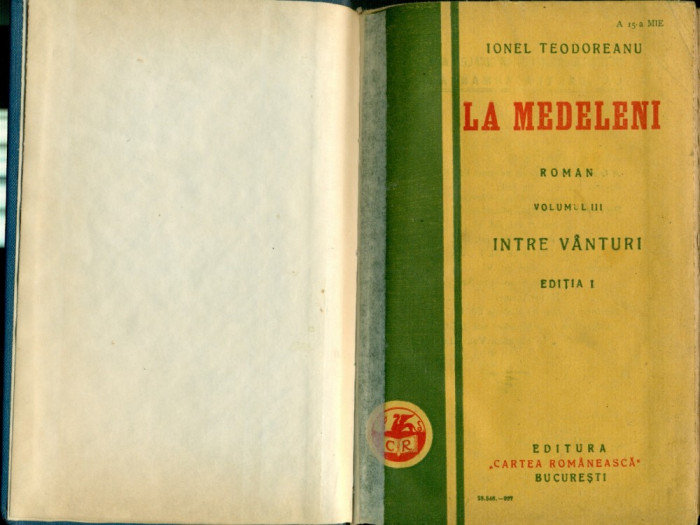 A 15-a MIE
IONEL TEODOREANU
LA MEDELENI
ROMAN
VOLUMUL III
INTRE VÂNTURI
EDIȚIA I
C R
EDITURA
„CARTEA ROMÂNEASCĂ"
BUCUREȘTI